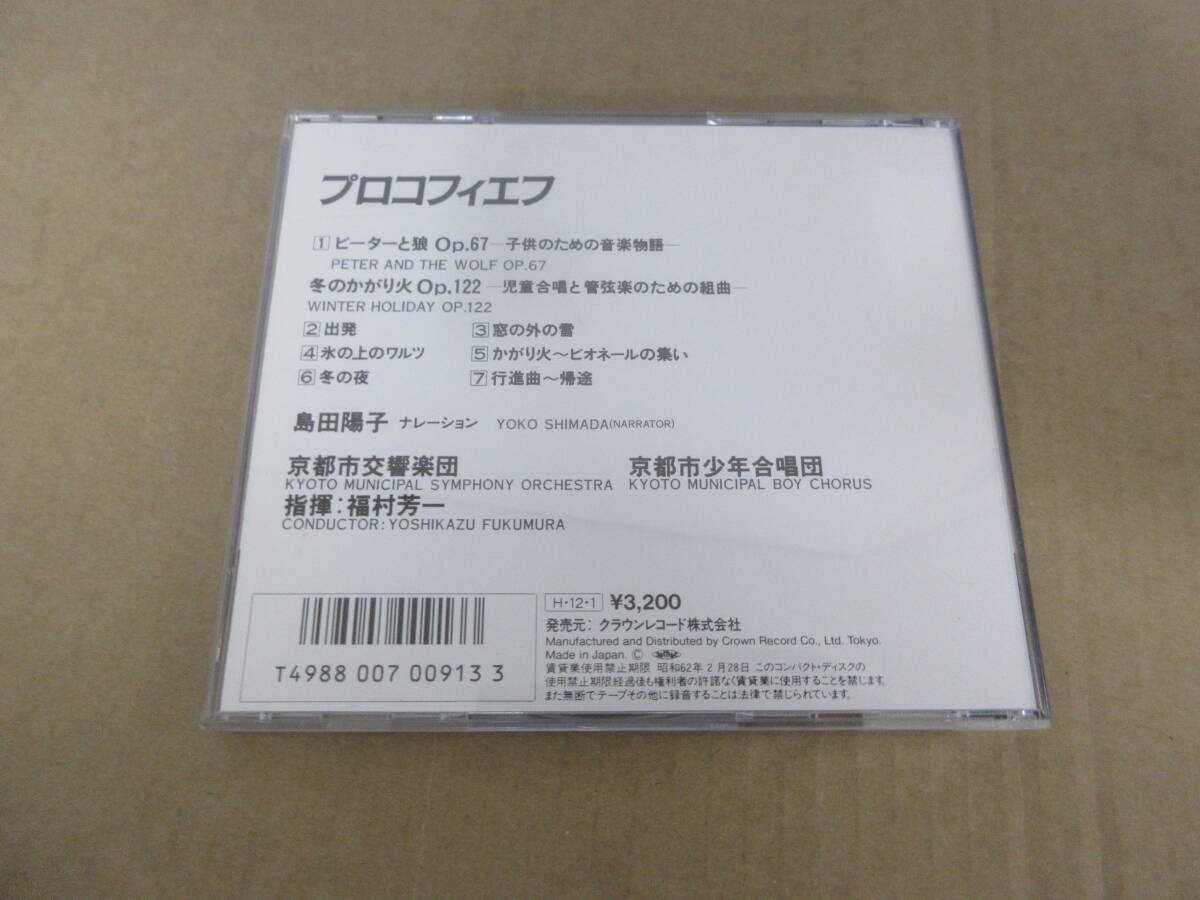 プロコフィエフ
1 ピーターと狼 Op.67 ―子供のための音楽物語―
PETER AND THE WOLF OP.67
冬のかがり火 Op.122 ―児童合唱と管弦楽のための組曲―
WINTER HOLIDAY OP.122
2 出発 3 窓の外の雪
4 氷の上のワルツ 5 かがり火～ピオネールの集い
6 冬の夜 7 行進曲～帰途
島田陽子 ナレーション YOKO SHIMADA(NARRATOR)
京都市交響楽団 京都市少年合唱団
KYOTO MUNICIPAL SYMPHONY ORCHESTRA KYOTO MUNICIPAL BOY CHORUS
指揮：福村芳一
CONDUCTOR: YOSHIKAZU FUKUMURA
H・12・1 ¥3,200
発売元：クラウンレコード株式会社
Manufactured and Distributed by Crown Record Co., Ltd. Tokyo.
Made in Japan. Ⓒ
賃貸業使用禁止期限 昭和62年2月28日 このコンパクト・ディスクの
使用禁止期限経過後も権利者の許諾なく賃貸業に使用することを禁じます
また無断でテープその他に録音することは法律で禁じられています。
T4988 007 00913 3